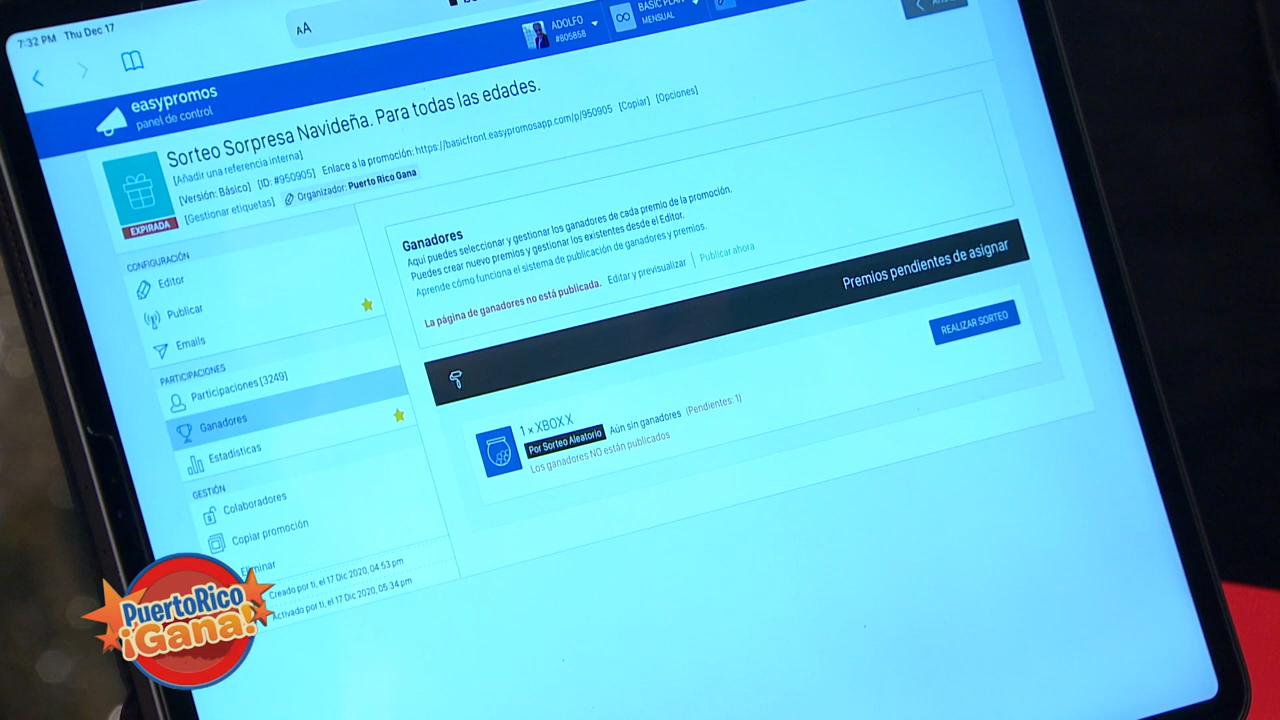 7:32 PM Thu Dec 17
AA
ADOLFO
#805858
BASIC PLAN
MENSUAL
easypromos
panel de control
Sorteo Sorpresa Navideña. Para todas las edades.
[Añadir una referencia interna]
[Versión: Básico] [ID: #950905] Enlace a la promoción: https://basicfront.easypromosapp.com/p/950905 [Copiar] [Opciones]
[Gestionar etiquetas] Organizador: Puerto Rico Gana
EXPIRADA
CONFIGURACIÓN
Editor
Publicar
Emails
PARTICIPACIONES
Participaciones [3249]
Ganadores
Estadísticas
GESTIÓN
Colaboradores
Copiar promoción
Eliminar
Creado por ti, el 17 Dic 2020, 04:53 pm
Activado por ti, el 17 Dic 2020, 05:34 pm
Ganadores
Aquí puedes seleccionar y gestionar los ganadores de cada premio de la promoción.
Puedes crear nuevo premios y gestionar los existentes desde el Editor.
Aprende cómo funciona el sistema de publicación de ganadores y premios.
La página de ganadores no está publicada. Editar y previsualizar Publicar ahora
Premios pendientes de asignar
REALIZAR SORTEO
1 x XBOX X
Por Sorteo Aleatorio Aún sin ganadores (Pendientes: 1)
Los ganadores NO están publicados
PuertoRico
¡Gana!